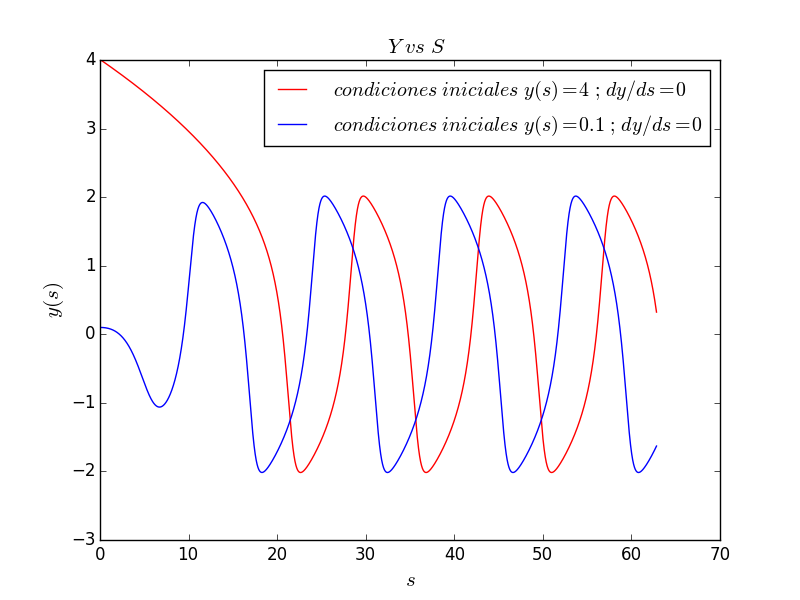 Y vs S
condiciones iniciales y(s)=4 ; dy/ds=0
condiciones iniciales y(s)=0.1 ; dy/ds=0
y(s)
4
3
2
1
0
−1
−2
−3
0 10 20 30 40 50 60 70
s